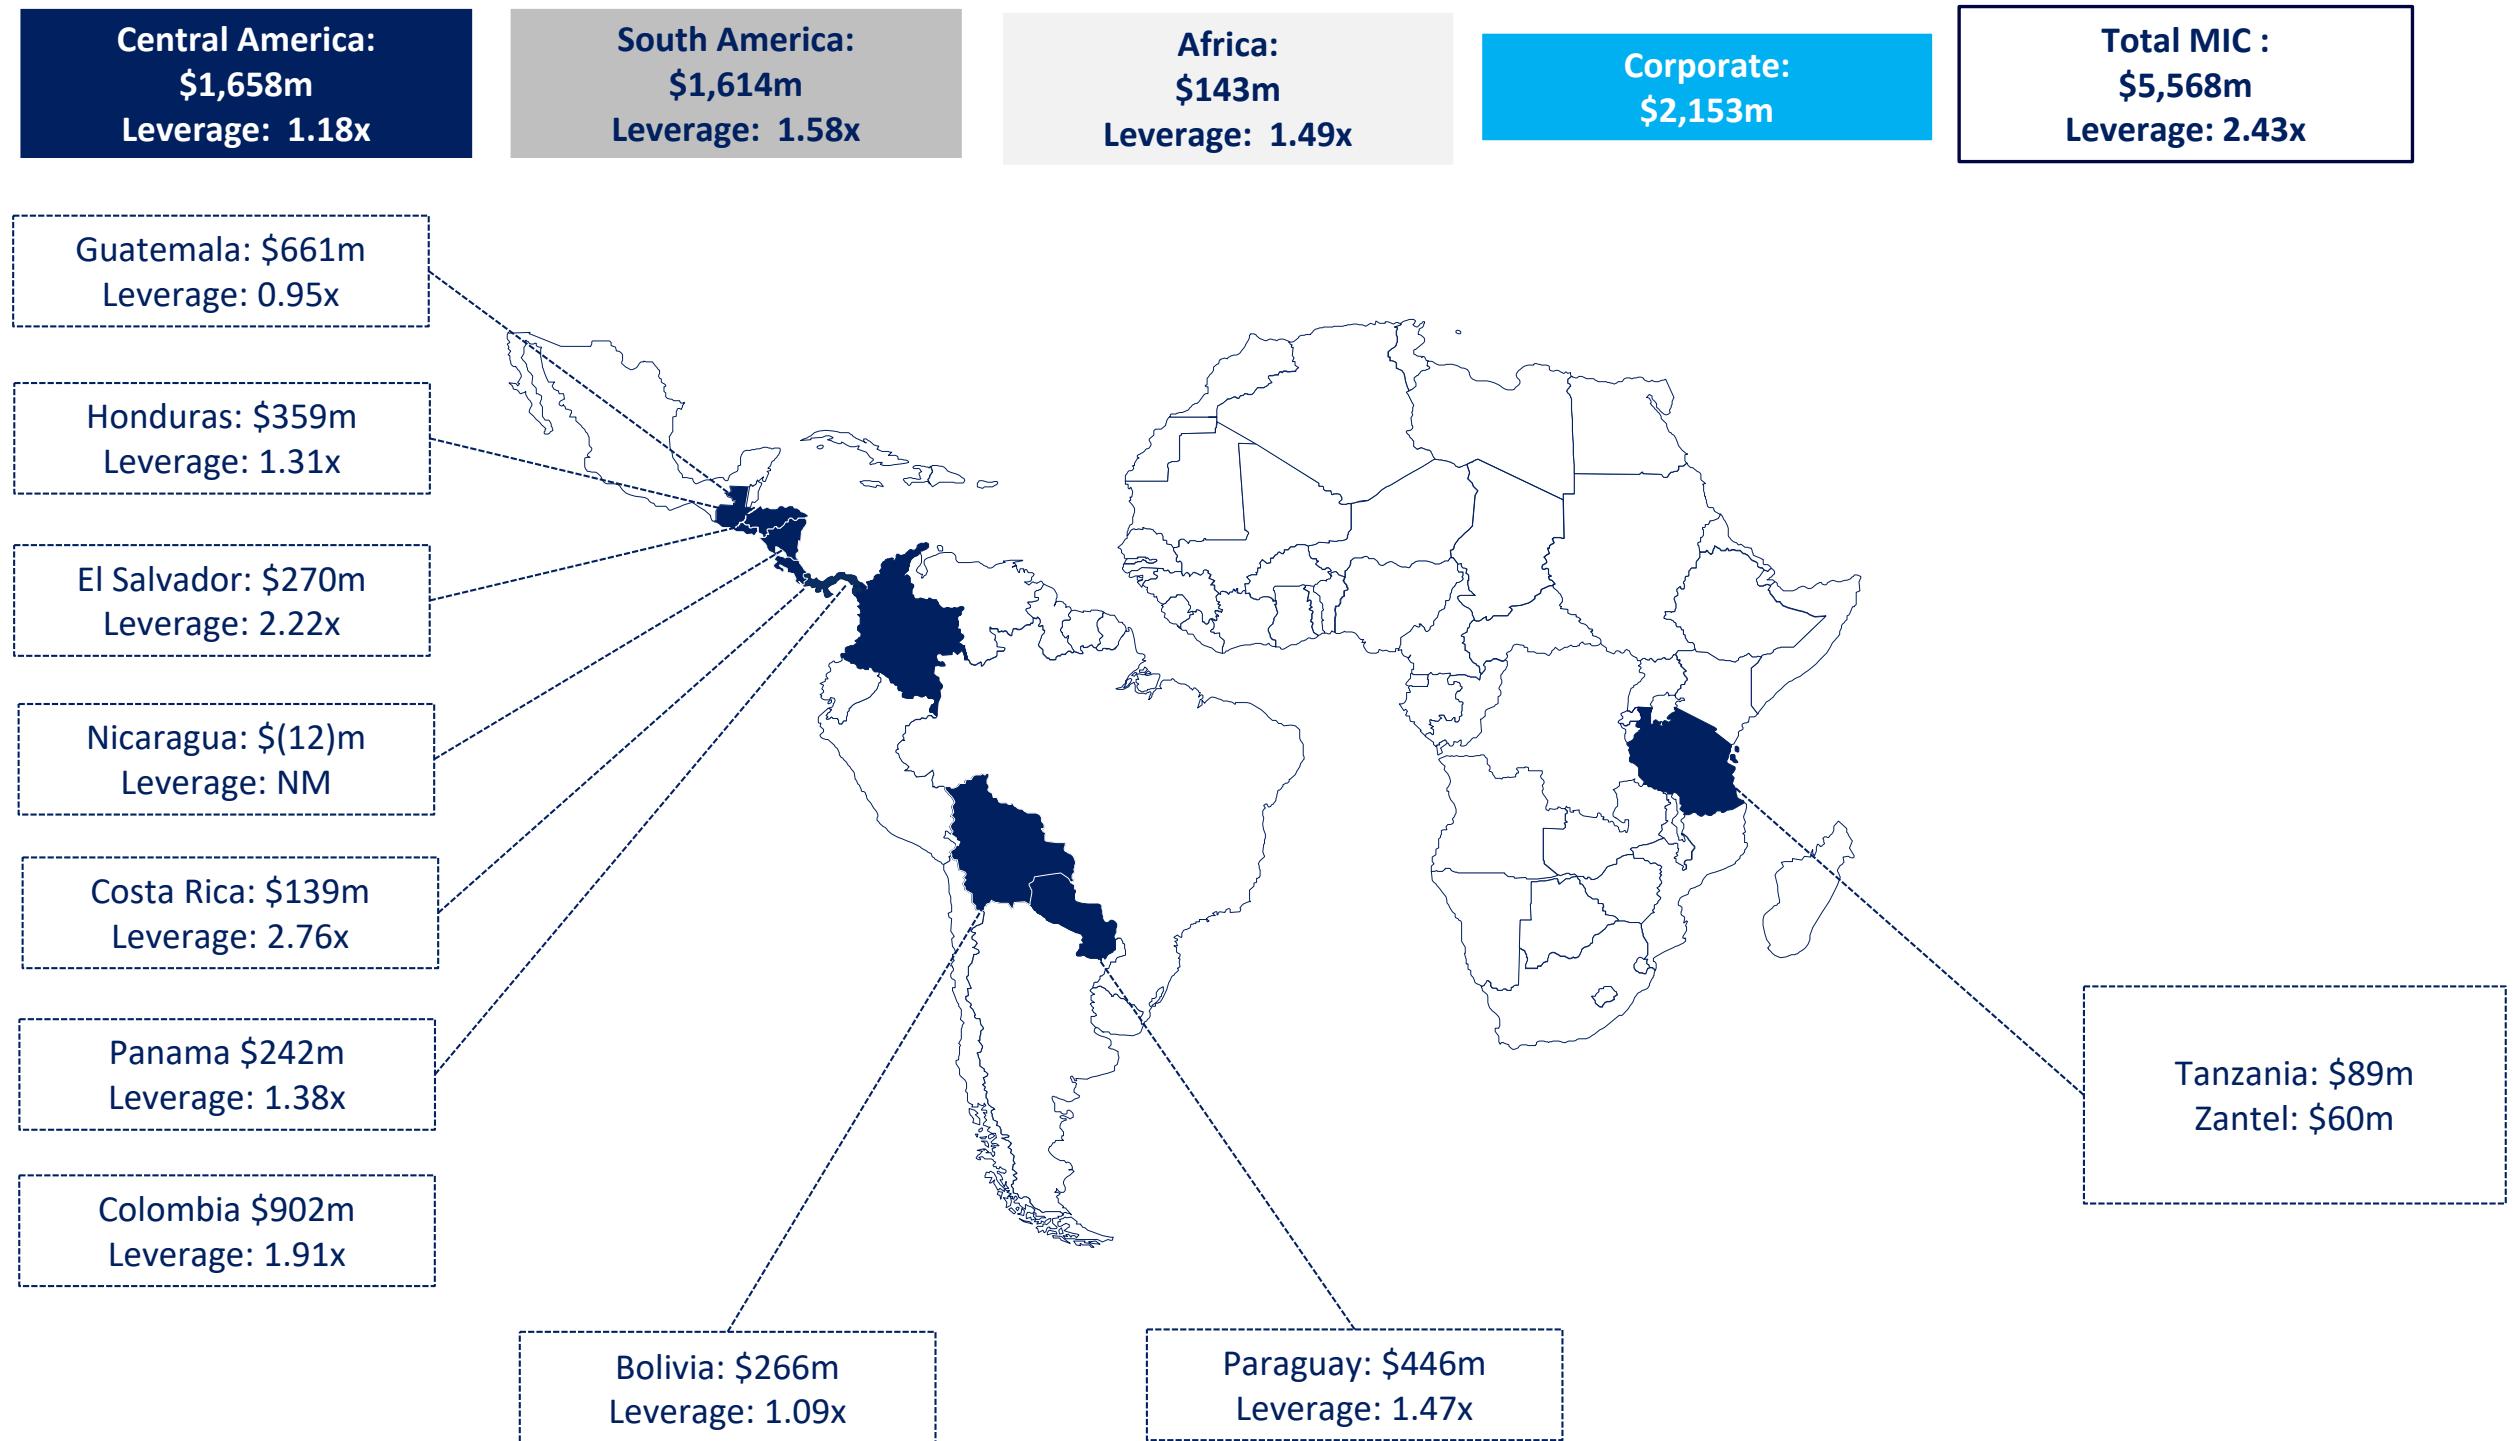 Central America:
$1,658m
Leverage: 1.18x
South America:
$1,614m
Leverage: 1.58x
Africa:
$143m
Leverage: 1.49x
Corporate:
$2,153m
Total MIC :
$5,568m
Leverage: 2.43x
Guatemala: $661m
Leverage: 0.95x
Honduras: $359m
Leverage: 1.31x
El Salvador: $270m
Leverage: 2.22x
Nicaragua: $(12)m
Leverage: NM
Costa Rica: $139m
Leverage: 2.76x
Panama $242m
Leverage: 1.38x
Colombia $902m
Leverage: 1.91x
Bolivia: $266m
Leverage: 1.09x
Paraguay: $446m
Leverage: 1.47x
Tanzania: $89m
Zantel: $60m